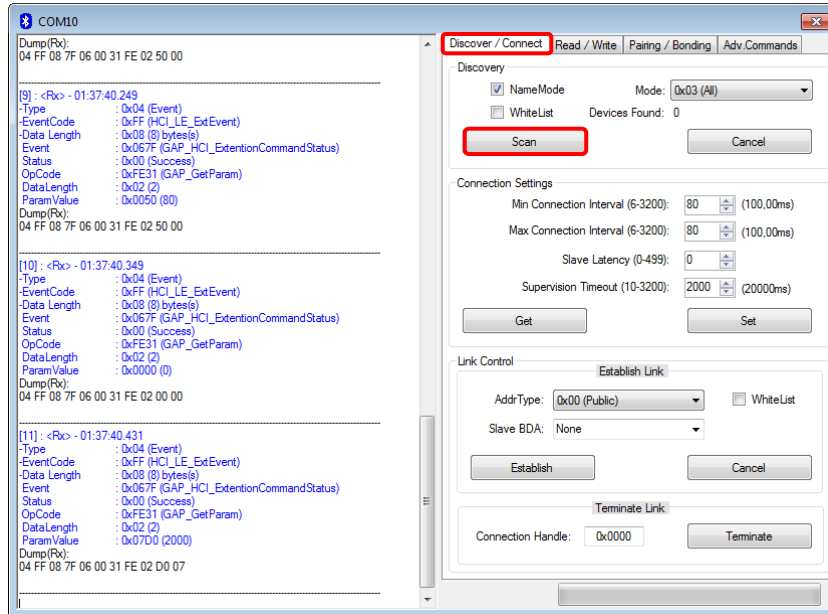 COM10
Dump(Rx):
04 FF 08 7F 06 00 31 FE 02 50 00
[9] : <Rx> - 01:37:40.249
-Type : 0x04 (Event)
-EventCode : 0xFF (HCI_LE_ExtEvent)
-Data Length : 0x08 (8) bytes(s)
Event : 0x067F (GAP_HCI_ExtentionCommandStatus)
Status : 0x00 (Success)
OpCode : 0xFE31 (GAP_GetParam)
DataLength : 0x02 (2)
ParamValue : 0x0050 (80)
Dump(Rx):
04 FF 08 7F 06 00 31 FE 02 50 00
[10] : <Rx> - 01:37:40.349
-Type : 0x04 (Event)
-EventCode : 0xFF (HCI_LE_ExtEvent)
-Data Length : 0x08 (8) bytes(s)
Event : 0x067F (GAP_HCI_ExtentionCommandStatus)
Status : 0x00 (Success)
OpCode : 0xFE31 (GAP_GetParam)
DataLength : 0x02 (2)
ParamValue : 0x0000 (0)
Dump(Rx):
04 FF 08 7F 06 00 31 FE 02 00 00
[11] : <Rx> - 01:37:40.431
-Type : 0x04 (Event)
-EventCode : 0xFF (HCI_LE_ExtEvent)
-Data Length : 0x08 (8) bytes(s)
Event : 0x067F (GAP_HCI_ExtentionCommandStatus)
Status : 0x00 (Success)
OpCode : 0xFE31 (GAP_GetParam)
DataLength : 0x02 (2)
ParamValue : 0x07D0 (2000)
Dump(Rx):
04 FF 08 7F 06 00 31 FE 02 D0 07
Discover / Connect Read / Write Pairing / Bonding Adv.Commands
Discovery
NameMode Mode: 0x03 (All)
WhiteList Devices Found: 0
Scan Cancel
Connection Settings
Min Connection Interval (6-3200): 80 (100,00ms)
Max Connection Interval (6-3200): 80 (100,00ms)
Slave Latency (0-499): 0
Supervision Timeout (10-3200): 2000 (20000ms)
Get Set
Link Control
Establish Link
AddrType: 0x00 (Public) WhiteList
Slave BDA: None
Establish Cancel
Terminate Link
Connection Handle: 0x0000 Terminate